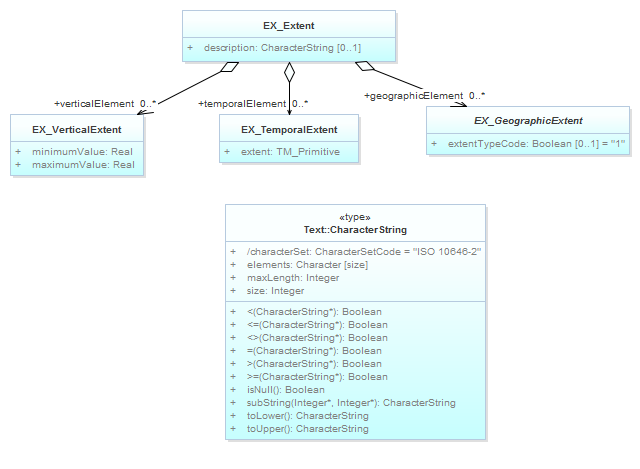 EX_Extent
+ description: CharacterString [0..1]
+verticalElement 0..*
+temporalElement 0..*
+geographicElement 0..*
EX_VerticalExtent
+ minimumValue: Real
+ maximumValue: Real
EX_TemporalExtent
+ extent: TM_Primitive
EX_GeographicExtent
+ extentTypeCode: Boolean [0..1] = "1"
«type»
Text::CharacterString
+ /characterSet: CharacterSetCode = "ISO 10646-2"
+ elements: Character [size]
+ maxLength: Integer
+ size: Integer
+ <(CharacterString*): Boolean
+ <=(CharacterString*): Boolean
+ <>(CharacterString*): Boolean
+ =(CharacterString*): Boolean
+ >(CharacterString*): Boolean
+ >=(CharacterString*): Boolean
+ isNull(): Boolean
+ subString(Integer*, Integer*): CharacterString
+ toLower(): CharacterString
+ toUpper(): CharacterString